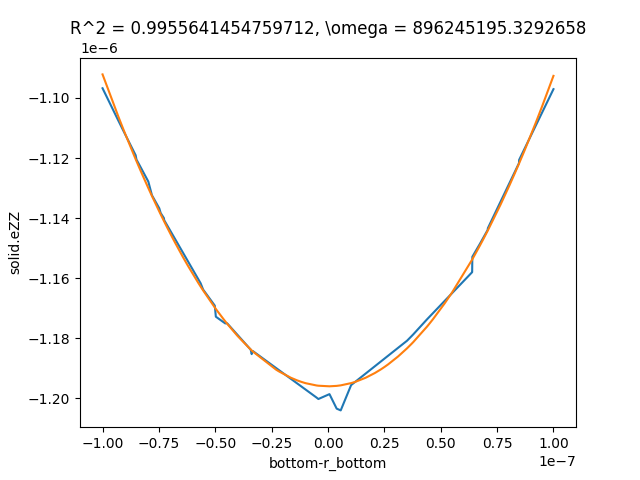 R^2 = 0.9955641454759712, \omega = 896245195.3292658
1e−6
−1.10
−1.12
−1.14
−1.16
−1.18
−1.20
solid.eZZ
−1.00 −0.75 −0.50 −0.25 0.00 0.25 0.50 0.75 1.00
bottom-r_bottom
1e−7